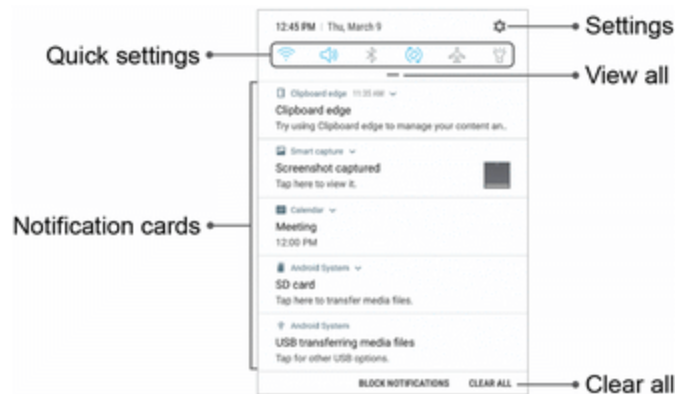 12:45 PM | Thu, March 9
Settings
Quick settings
View all
Clipboard edge 11:35 AM
Clipboard edge
Try using Clipboard edge to manage your content an..
Smart capture
Screenshot captured
Tap here to view it.
Notification cards
Calendar
Meeting
12:00 PM
Android System
SD card
Tap here to transfer media files.
Android System
USB transferring media files
Tap for other USB options.
BLOCK NOTIFICATIONS CLEAR ALL
Clear all